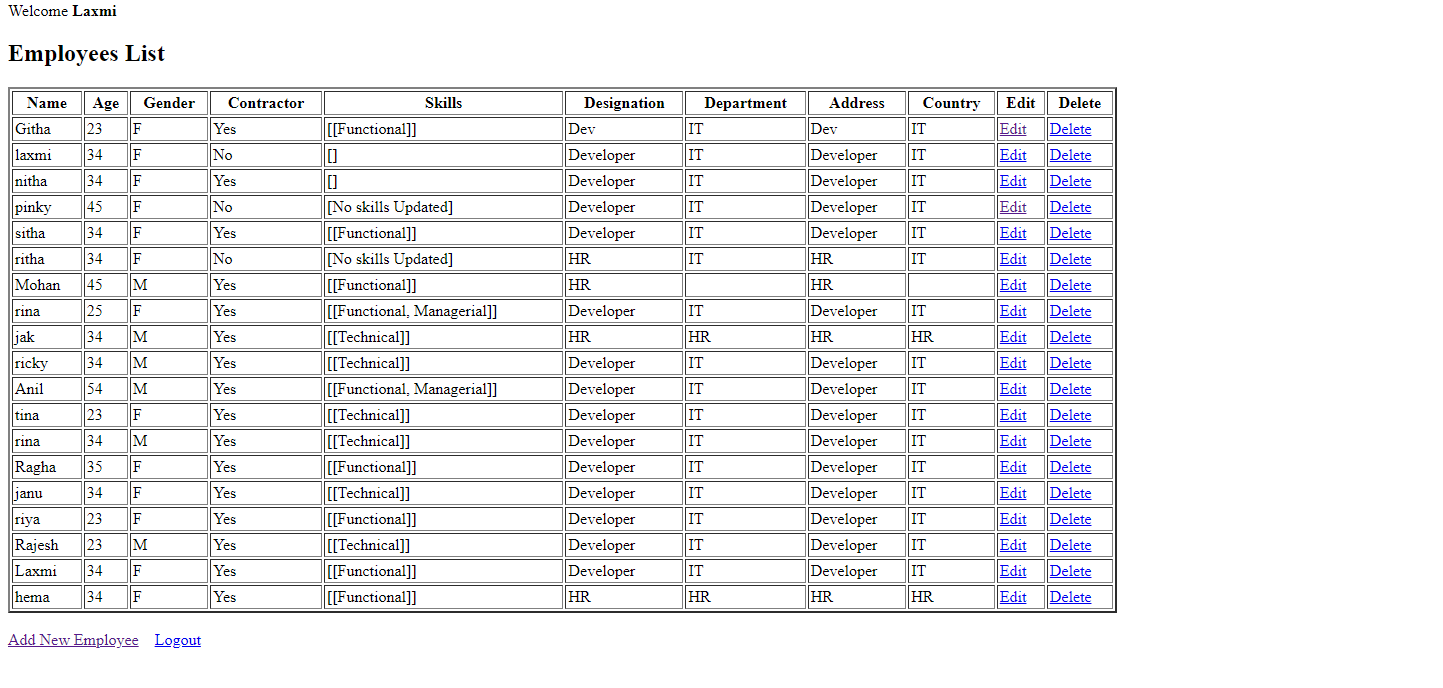 Welcome Laxmi
Employees List
Name Age Gender Contractor Skills Designation Department Address Country Edit Delete
Githa 23 F Yes [[Functional]] Dev IT Dev IT Edit Delete
laxmi 34 F No [] Developer IT Developer IT Edit Delete
nitha 34 F Yes [] Developer IT Developer IT Edit Delete
pinky 45 F No [No skills Updated] Developer IT Developer IT Edit Delete
sitha 34 F Yes [[Functional]] Developer IT Developer IT Edit Delete
ritha 34 F No [No skills Updated] HR IT HR IT Edit Delete
Mohan 45 M Yes [[Functional]] HR HR Edit Delete
rina 25 F Yes [[Functional, Managerial]] Developer IT Developer IT Edit Delete
jak 34 M Yes [[Technical]] HR HR HR HR Edit Delete
ricky 34 M Yes [[Technical]] Developer IT Developer IT Edit Delete
Anil 54 M Yes [[Functional, Managerial]] Developer IT Developer IT Edit Delete
tina 23 F Yes [[Technical]] Developer IT Developer IT Edit Delete
rina 34 M Yes [[Technical]] Developer IT Developer IT Edit Delete
Ragha 35 F Yes [[Functional]] Developer IT Developer IT Edit Delete
janu 34 F Yes [[Technical]] Developer IT Developer IT Edit Delete
riya 23 F Yes [[Functional]] Developer IT Developer IT Edit Delete
Rajesh 23 M Yes [[Technical]] Developer IT Developer IT Edit Delete
Laxmi 34 F Yes [[Functional]] Developer IT Developer IT Edit Delete
hema 34 F Yes [[Functional]] HR HR HR HR Edit Delete
Add New Employee Logout